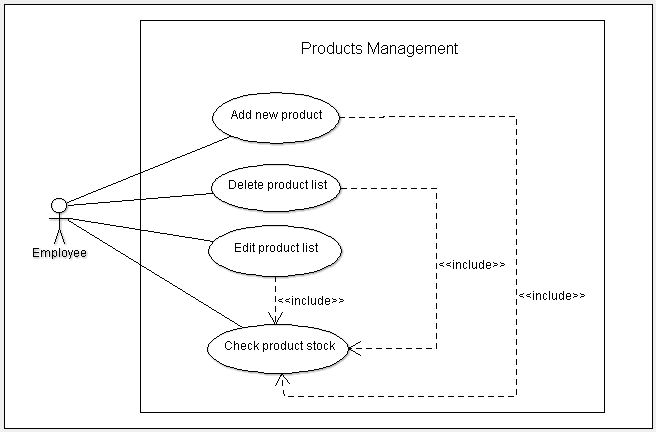 Products Management
Add new product
Delete product list
Edit product list
Employee
<<include>>
<<include>>
<<include>>
Check product stock